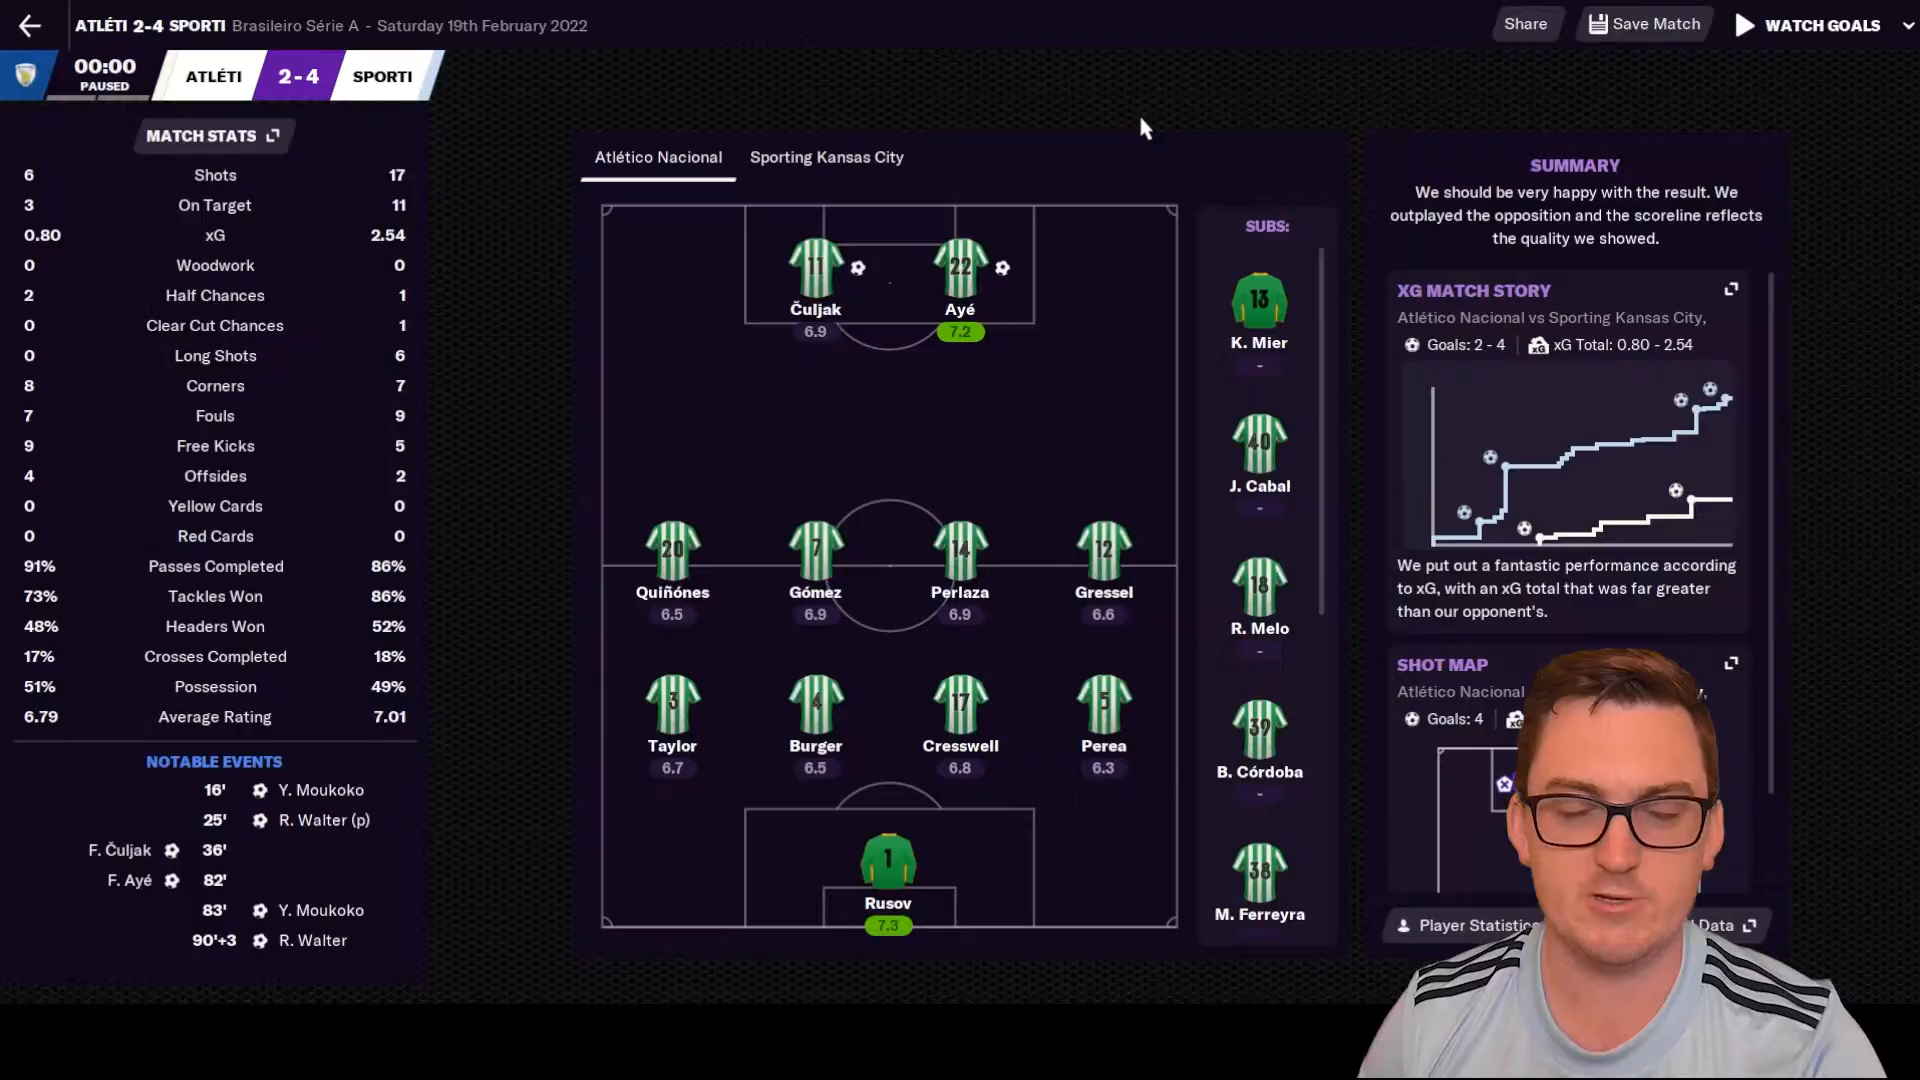 ATLÉTI 2-4 SPORTI Brasileiro Série A - Saturday 19th February 2022
Share
Save Match
WATCH GOALS
00:00
PAUSED
ATLÉTI
2 - 4
SPORTI
MATCH STATS
6 Shots 17
3 On Target 11
0.80 xG 2.54
0 Woodwork 0
2 Half Chances 1
0 Clear Cut Chances 1
0 Long Shots 6
8 Corners 7
7 Fouls 9
9 Free Kicks 5
4 Offsides 2
0 Yellow Cards 0
0 Red Cards 0
91% Passes Completed 86%
73% Tackles Won 86%
48% Headers Won 52%
17% Crosses Completed 18%
51% Possession 49%
6.79 Average Rating 7.01
NOTABLE EVENTS
16' Y. Moukoko
25' R. Walter (p)
F. Čuljak 36'
F. Ayé 82'
83' Y. Moukoko
90'+3 R. Walter
Atlético Nacional Sporting Kansas City
11 22
Čuljak Ayé
6.9 7.2
20 7 14 12
Quiñónes Gómez Perlaza Gressel
6.5 6.9 6.9 6.6
3 4 17 5
Taylor Burger Cresswell Perea
6.7 6.5 6.8 6.3
1
Rusov
7.3
SUBS:
13
K. Mier
-
40
J. Cabal
-
18
R. Melo
-
39
B. Córdoba
-
38
M. Ferreyra
SUMMARY
We should be very happy with the result. We
outplayed the opposition and the scoreline reflects
the quality we showed.
XG MATCH STORY
Atlético Nacional vs Sporting Kansas City,
Goals: 2 - 4 xG xG Total: 0.80 - 2.54
We put out a fantastic performance according
to xG, with an xG total that was far greater
than our opponent's.
SHOT MAP
Atlético Nacional
Goals: 4 xG
Player Statistics
Data